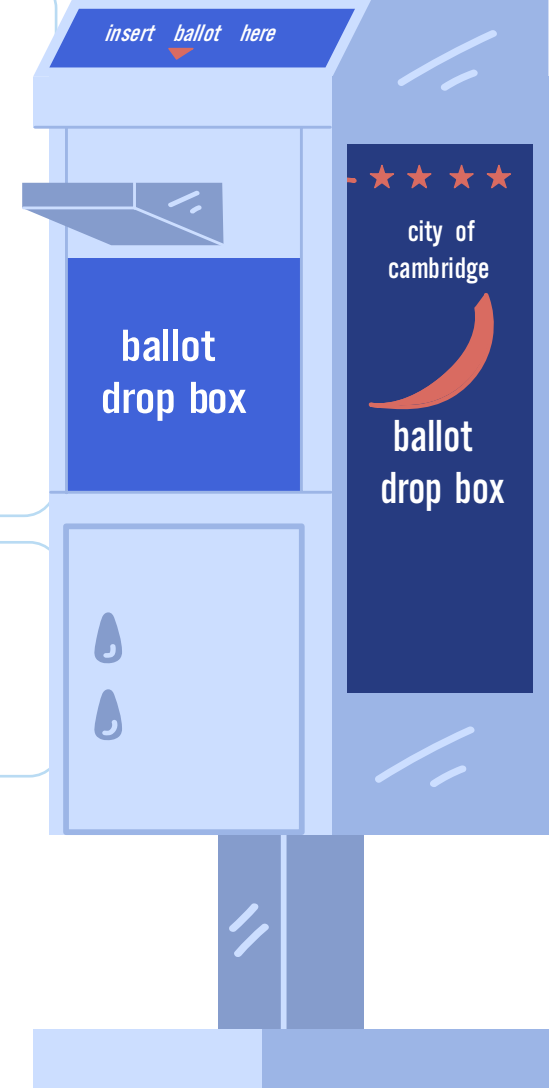 insert ballot here
ballot
drop box
city of
cambridge
ballot
drop box